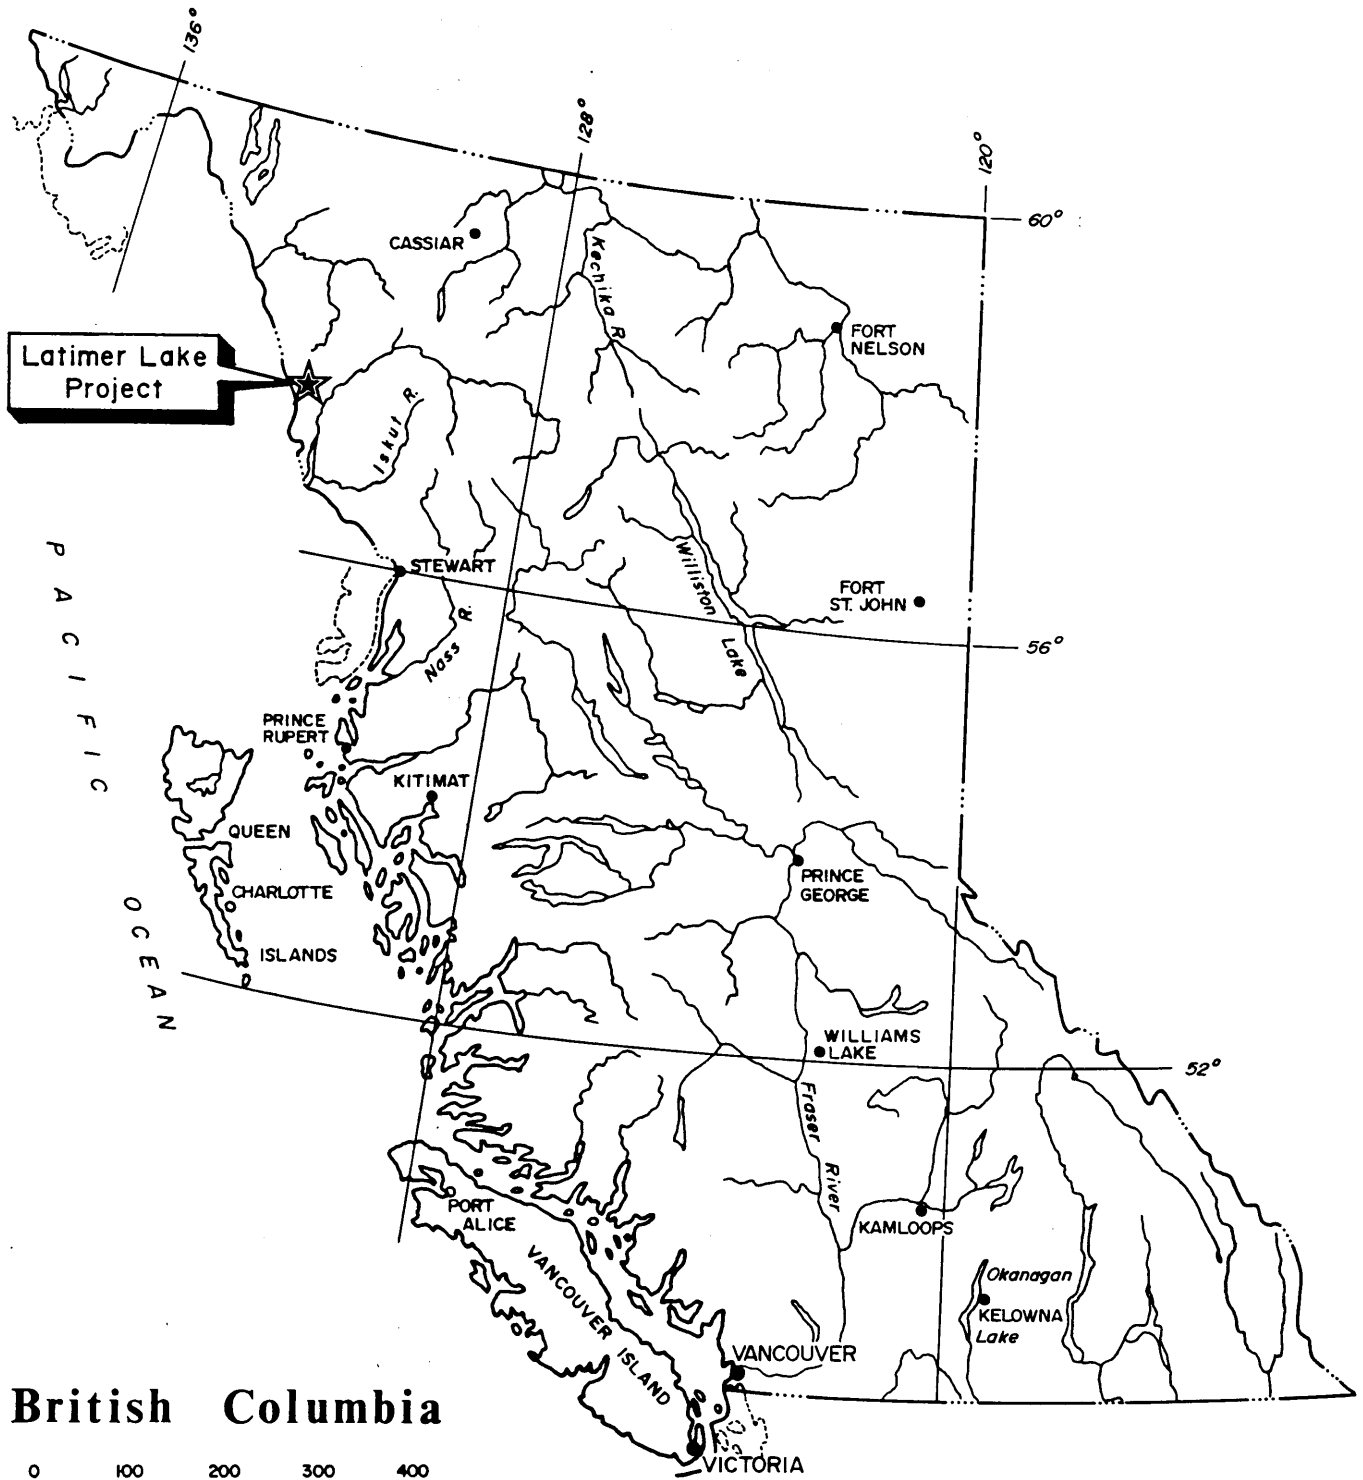 136°
128°
120°
60°
CASSIAR
Kechika R.
FORT
NELSON
Latimer Lake
Project
Iskut R.
PACIFIC
OCEAN
STEWART
Williston
Lake
FORT
ST. JOHN
56°
Nass R.
PRINCE
RUPERT
KITIMAT
QUEEN
CHARLOTTE
ISLANDS
PRINCE
GEORGE
WILLIAMS
LAKE
52°
Fraser
River
PORT
ALICE
KAMLOOPS
VANCOUVER
ISLAND
Okanagan
KELOWNA
Lake
VANCOUVER
VICTORIA
British Columbia
0 100 200 300 400